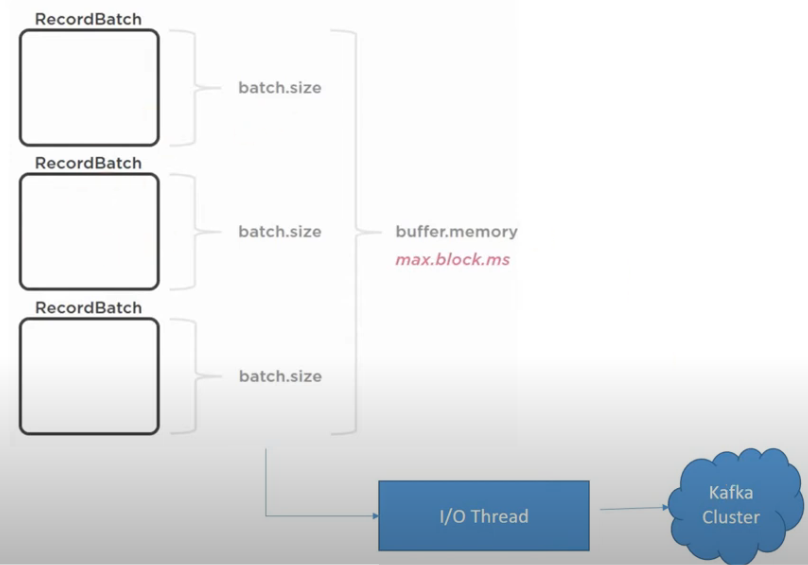 RecordBatch
batch.size
RecordBatch
batch.size
buffer.memory
max.block.ms
RecordBatch
batch.size
I/O Thread
Kafka
Cluster